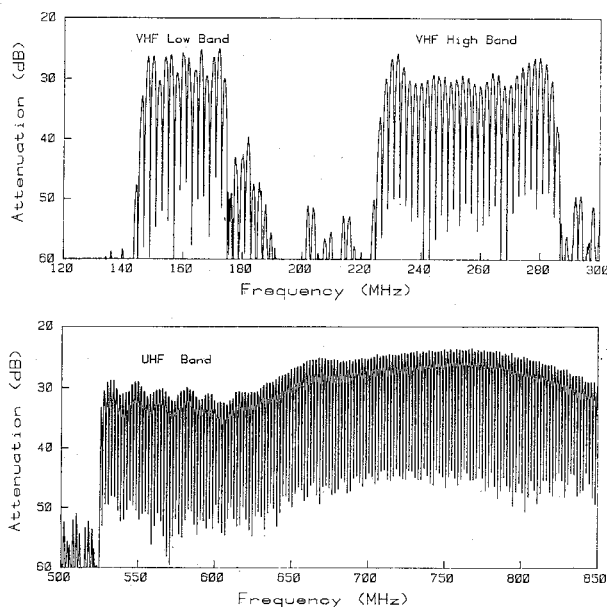 VHF Low Band
VHF High Band
20
30
40
50
60
Attenuation (dB)
120 140 160 180 200 220 240 260 280 300
Frequency (MHz)
UHF Band
20
30
40
50
60
Attenuation (dB)
500 550 600 650 700 750 800 850
Frequency (MHz)